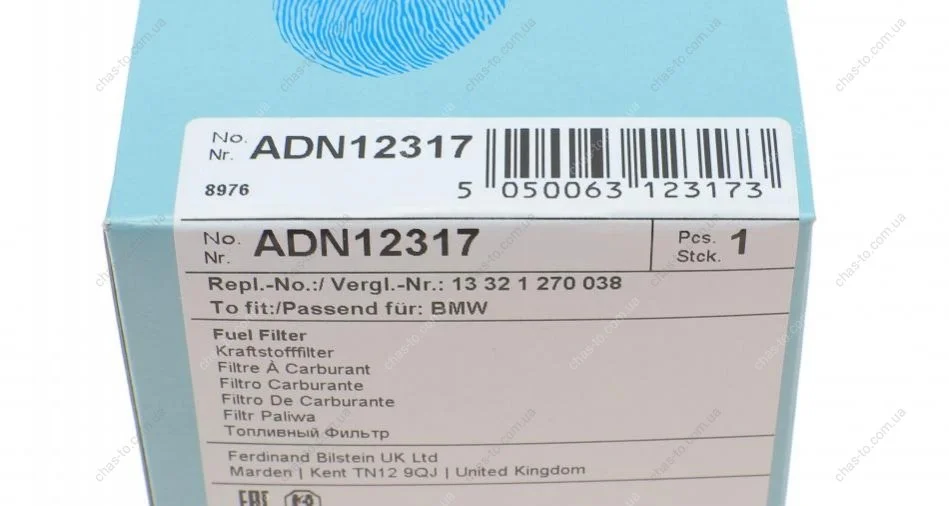 No. ADN12317
Nr.
8976
5 050063 123173
No. ADN12317 Pcs. 1
Nr. Stck.
Repl.-No.:/ Vergl.-Nr.: 13 32 1 270 038
To fit:/Passend für: BMW
Fuel Filter
Kraftstofffilter
Filtre À Carburant
Filtro Carburante
Filtro De Carburante
Filtr Paliwa
Топливный Фильтр
Ferdinand Bilstein UK Ltd
Marden | Kent TN12 9QJ | United Kingdom
chas-to.com.ua